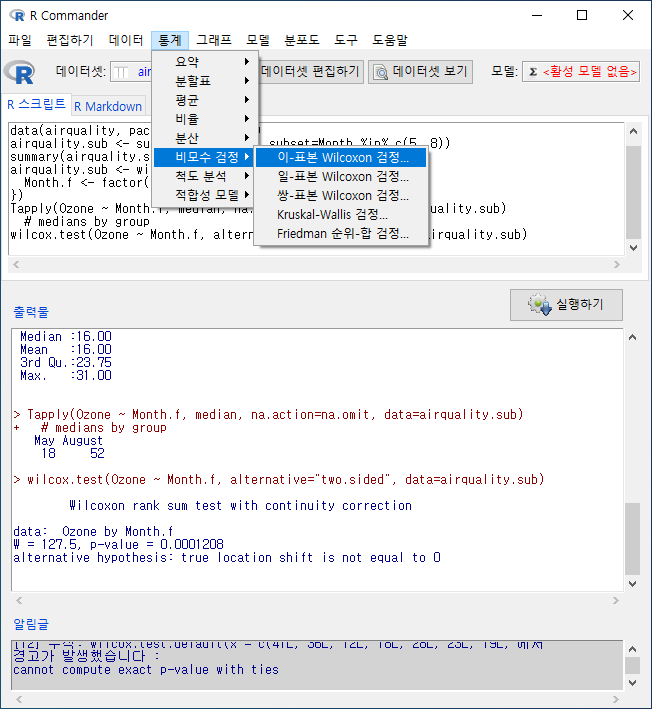 R Commander
파일 편집하기 데이터 통계 그래프 모델 분포도 도구 도움말
데이터셋: air 데이터셋 편집하기 데이터셋 보기 모델: Σ <활성 모델 없음>
요약
분할표
평균
비율
분산
비모수 검정
척도 분석
적합성 모델
이-표본 Wilcoxon 검정...
일-표본 Wilcoxon 검정...
쌍-표본 Wilcoxon 검정...
Kruskal-Wallis 검정...
Friedman 순위-합 검정...
R 스크립트 R Markdown
data(airquality, pac
airquality.sub <- su subset=Month %in% c(5, 8))
summary(airquality.s
airquality.sub <- wi
Month.f <- factor(
})
Tapply(Ozone ~ Month.f, median, na airquality.sub)
# medians by group
wilcox.test(Ozone ~ Month.f, altern airquality.sub)
실행하기
출력물
Median :16.00
Mean :16.00
3rd Qu.:23.75
Max. :31.00
> Tapply(Ozone ~ Month.f, median, na.action=na.omit, data=airquality.sub)
+ # medians by group
May August
18 52
> wilcox.test(Ozone ~ Month.f, alternative="two.sided", data=airquality.sub)
Wilcoxon rank sum test with continuity correction
data: Ozone by Month.f
W = 127.5, p-value = 0.0001208
alternative hypothesis: true location shift is not equal to 0
알림글
[12] 주석: wilcox.test.default(x = c(41L, 36L, 12L, 18L, 28L, 23L, 19L, 에서
경고가 발생했습니다 :
cannot compute exact p-value with ties